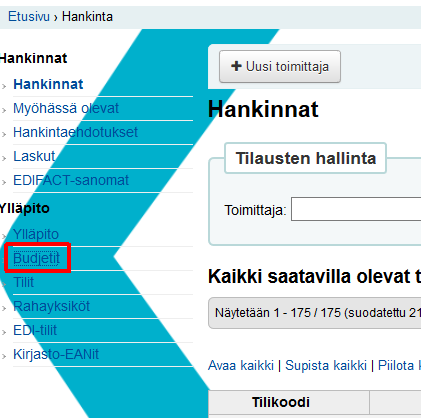 Etusivu › Hankinta
Hankinnat
Hankinnat
Myöhässä olevat
Hankintaehdotukset
Laskut
EDIFACT-sanomat
Ylläpito
Ylläpito
Budjetit
Tilit
Rahayksiköt
EDI-tilit
Kirjasto-EANit
+ Uusi toimittaja
Hankinnat
Tilausten hallinta
Toimittaja:
Kaikki saatavilla olevat t
Näytetään 1 - 175 / 175 (suodatettu 21
Avaa kaikki | Supista kaikki | Piilota k
Tilikoodi